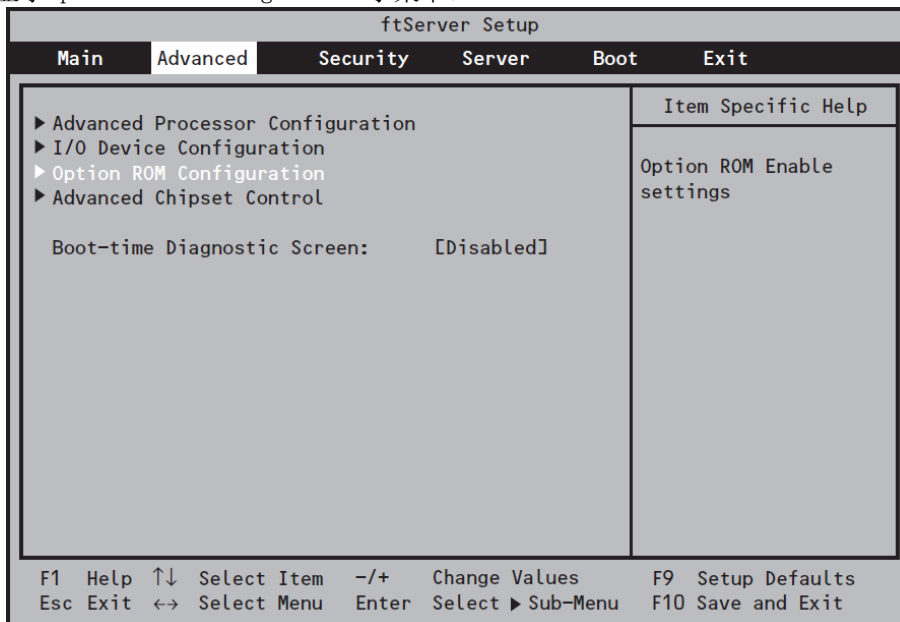 ftServer Setup
Main Advanced Security Server Boot Exit
▶ Advanced Processor Configuration
▶ I/O Device Configuration
▶ Option ROM Configuration
▶ Advanced Chipset Control
Boot-time Diagnostic Screen: [Disabled]
Item Specific Help
Option ROM Enable
settings
F1 Help ↑↓ Select Item -/+ Change Values F9 Setup Defaults
Esc Exit ↔ Select Menu Enter Select ▶ Sub-Menu F10 Save and Exit